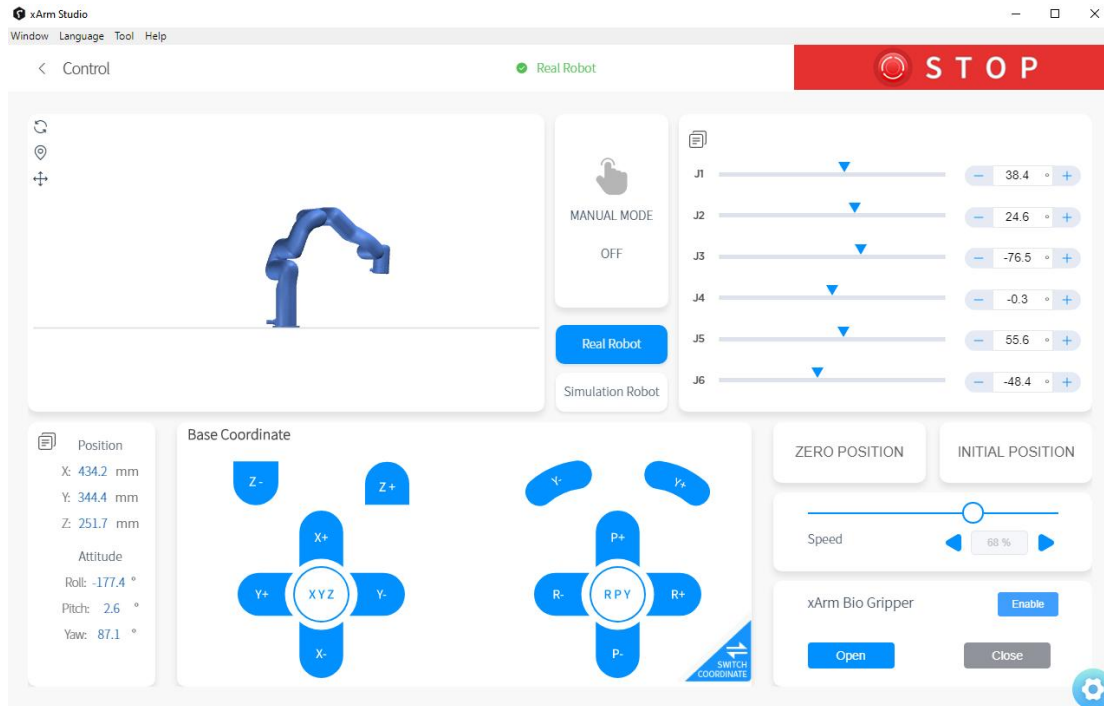 xArm Studio
Window Language Tool Help
Control
Real Robot
STOP
MANUAL MODE
OFF
Real Robot
Simulation Robot
J1 − 38.4 ° +
J2 − 24.6 ° +
J3 − -76.5 ° +
J4 − -0.3 ° +
J5 − 55.6 ° +
J6 − -48.4 ° +
Position
X: 434.2 mm
Y: 344.4 mm
Z: 251.7 mm
Attitude
Roll: -177.4 °
Pitch: 2.6 °
Yaw: 87.1 °
Base Coordinate
Z-
Z+
X+
Y+
XYZ
Y-
X-
Y-
Y+
P+
R-
RPY
R+
P-
SWITCH
COORDINATE
ZERO POSITION
INITIAL POSITION
Speed
68 %
xArm Bio Gripper
Enable
Open
Close